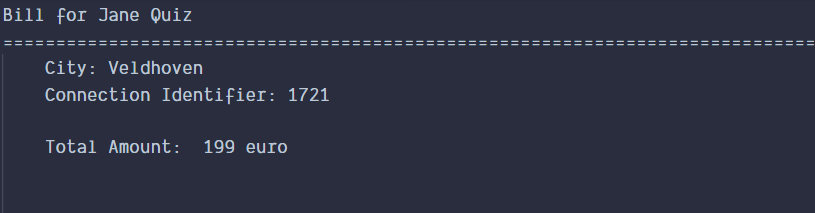 Bill for Jane Quiz
=============================================================================
City: Veldhoven
Connection Identifier: 1721
Total Amount:  199 euro